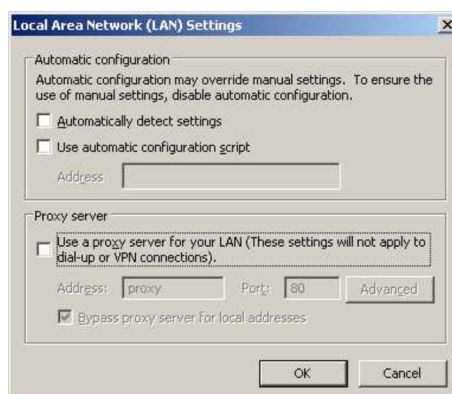 Local Area Network (LAN) Settings
Automatic configuration
Automatic configuration may override manual settings. To ensure the
use of manual settings, disable automatic configuration.
Automatically detect settings
Use automatic configuration script
Address
Proxy server
Use a proxy server for your LAN (These settings will not apply to
dial-up or VPN connections).
Address: proxy Port: 80 Advanced
Bypass proxy server for local addresses
OK Cancel